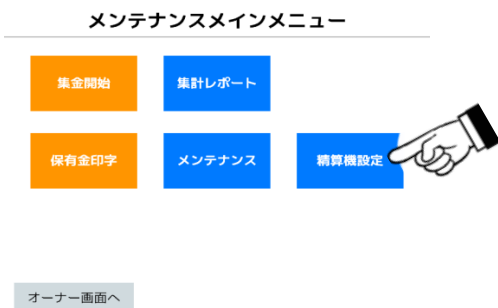 メンテナンスメインメニュー
集金開始
集計レポート
保有金印字
メンテナンス
精算機設定
オーナー画面へ